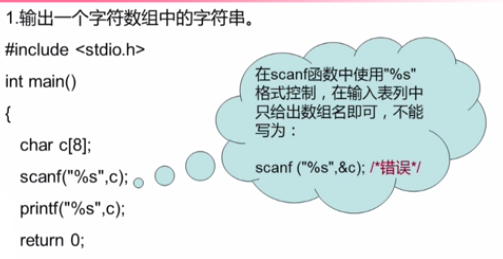 1.输出一个字符数组中的字符串。
#include <stdio.h>
int main()
{
char c[8];
scanf("%s",c);
printf("%s",c);
return 0;
在scanf函数中使用"%s"
格式控制，在输入表列中
只给出数组名即可，不能
写为：
scanf ("%s",&c); /*错误*/